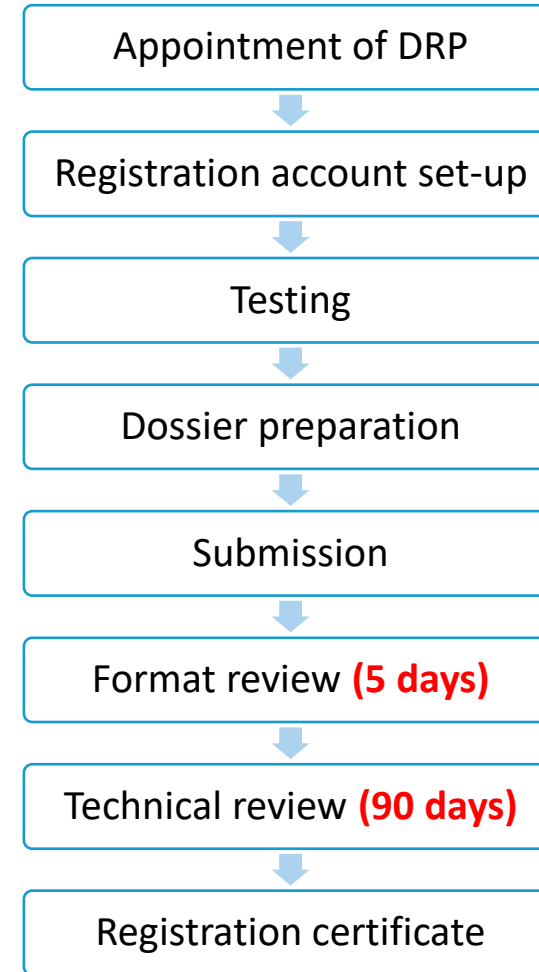 Appointment of DRP
Registration account set-up
Testing
Dossier preparation
Submission
Format review (5 days)
Technical review (90 days)
Registration certificate